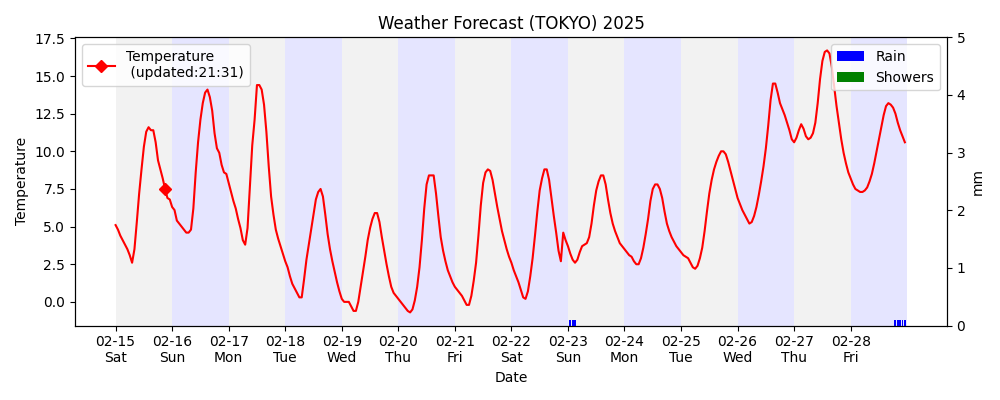 Weather Forecast (TOKYO) 2025
Temperature
(updated:21:31)
Rain
Showers
Temperature
17.5
15.0
12.5
10.0
7.5
5.0
2.5
0.0
5
4
3
2
1
0
mm
02-15 02-16 02-17 02-18 02-19 02-20 02-21 02-22 02-23 02-24 02-25 02-26 02-27 02-28
Sat Sun Mon Tue Wed Thu Fri Sat Sun Mon Tue Wed Thu Fri
Date